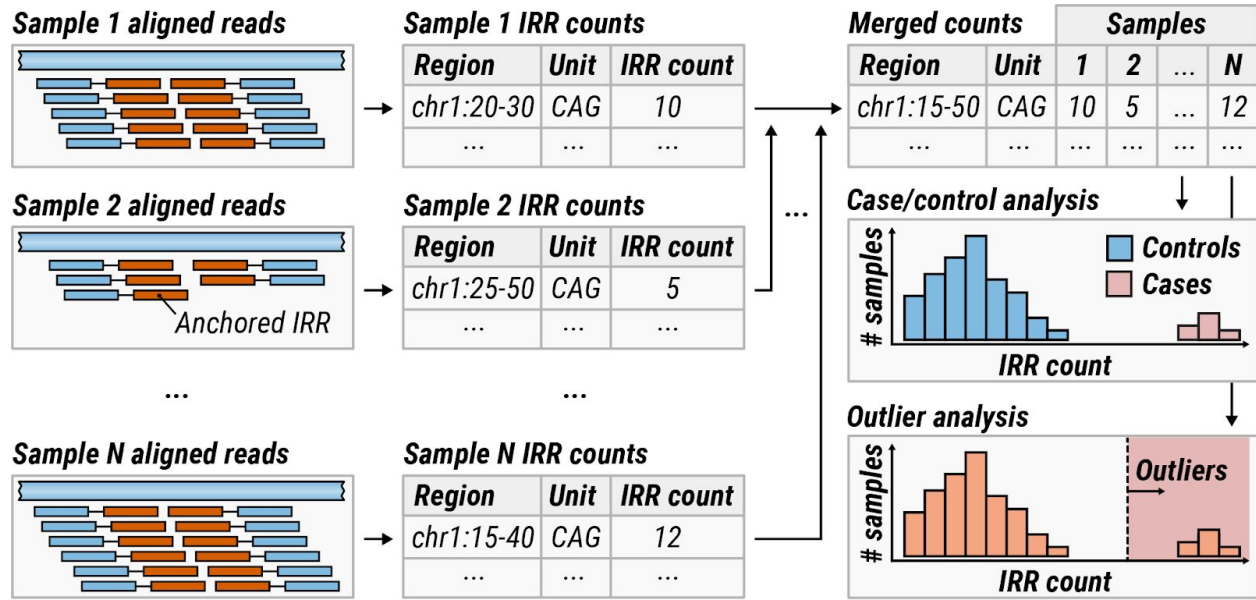 Sample 1 aligned reads
Sample 1 IRR counts
Region Unit IRR count
chr1:20-30 CAG 10
... ... ...
Merged counts Samples
Region Unit 1 2 ... N
chr1:15-50 CAG 10 5 ... 12
... ... ... ... ... ...
Sample 2 aligned reads
Anchored IRR
Sample 2 IRR counts
Region Unit IRR count
chr1:25-50 CAG 5
... ... ...
...
Case/control analysis
# samples
Controls
Cases
IRR count
...
...
Sample N aligned reads
Sample N IRR counts
Region Unit IRR count
chr1:15-40 CAG 12
... ... ...
Outlier analysis
# samples
Outliers
IRR count